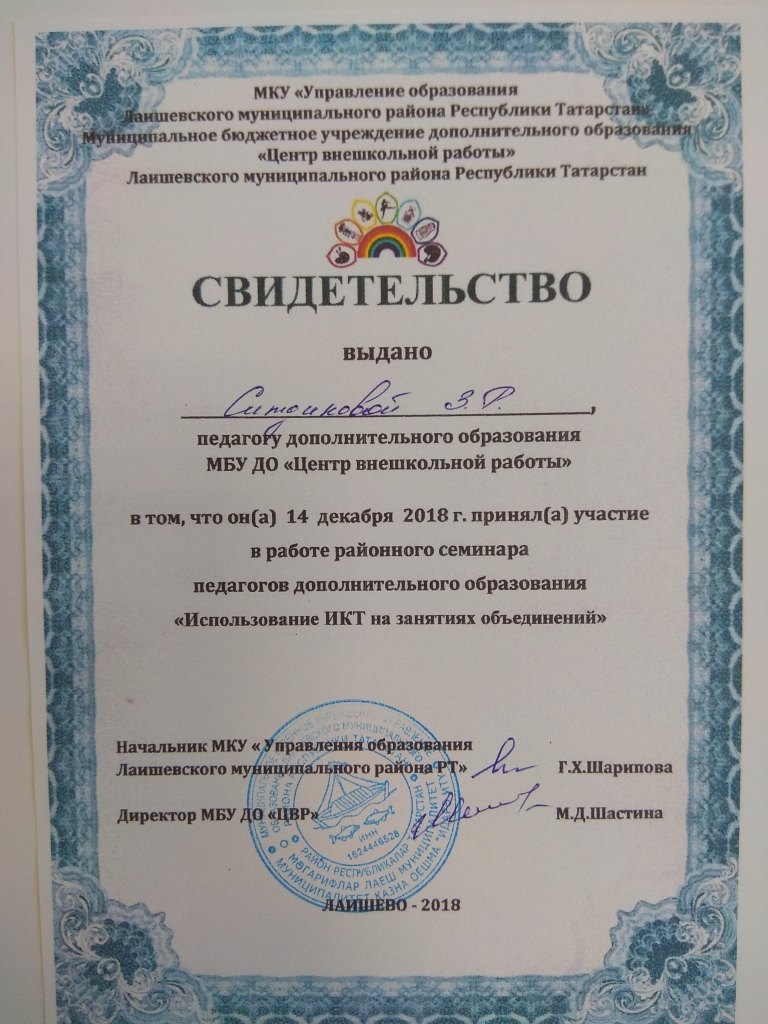 МКУ «Управление образования
Лаишевского муниципального района Республики Татарстан»
Муниципальное бюджетное учреждение дополнительного образования
«Центр внешкольной работы»
Лаишевского муниципального района Республики Татарстан
СВИДЕТЕЛЬСТВО
выдано
З.Р.
педагогу дополнительного образования
МБУ ДО «Центр внешкольной работы»
в том, что он(а) 14 декабря 2018 г. принял(а) участие
в работе районного семинара
педагогов дополнительного образования
«Использование ИКТ на занятиях объединений»
Начальник МКУ « Управления образования
Лаишевского муниципального района РТ» Г.Х.Шарипова
Директор МБУ ДО «ЦВР» М.Д.Шастина
ИНН
1624446528
ЛАИШЕВО - 2018